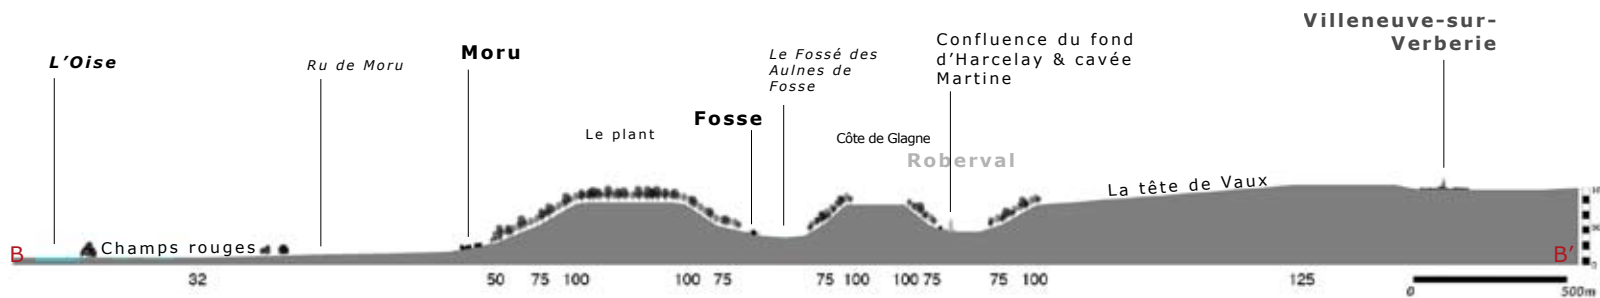 Villeneuve-sur-
Verberie
Confluence du fond
d'Harcelay & cavée
Martine
Moru
L'Oise
Ru de Moru
Le Fossé des
Aulnes de
Fosse
Fosse
Le plant
Côte de Glagne
Roberval
La tête de Vaux
B
Champs rouges
B'
32 50 75 100 100 75 75 100 100 75 75 100 125
0 500m